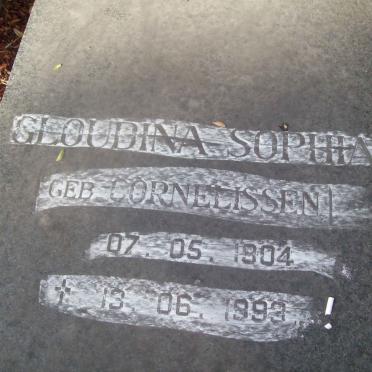 GLOUDINA SOPHIA
GEB CORNELISSEN
07. 05. 1904
† 13. 06. 1993